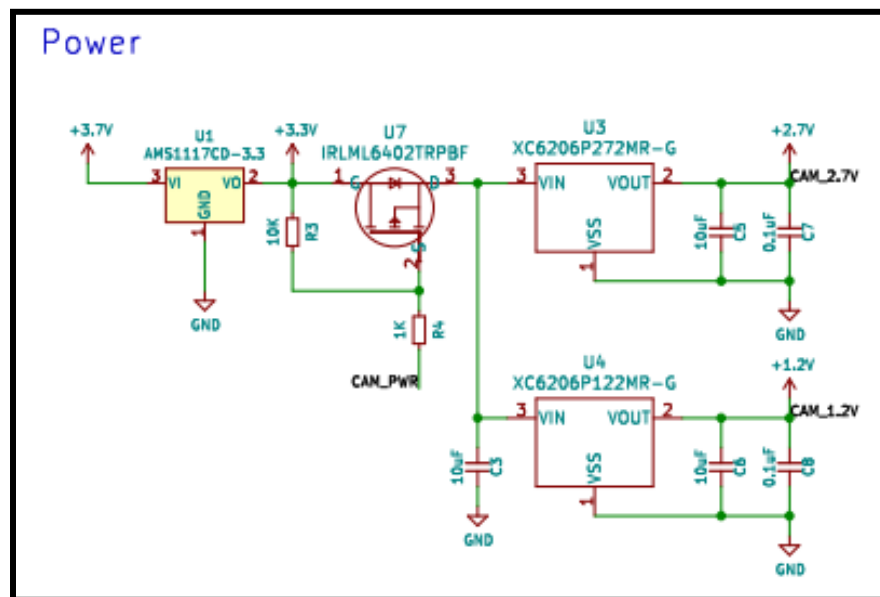 Power
+3.7V
U1
AMS1117CD-3.3
3 VI VO 2
GND
1
GND
+3.3V
10K R3
U7
IRLML6402TRPBF
1 G D 3
S
2
1K R4
CAM_PWR
U3
XC6206P272MR-G
3 VIN VOUT 2
VSS
1
+2.7V
CAM_2.7V
10uF C5
0.1uF C7
GND
U4
XC6206P122MR-G
3 VIN VOUT 2
VSS
1
+1.2V
CAM_1.2V
10uF C3
GND
10uF C6
0.1uF C8
GND